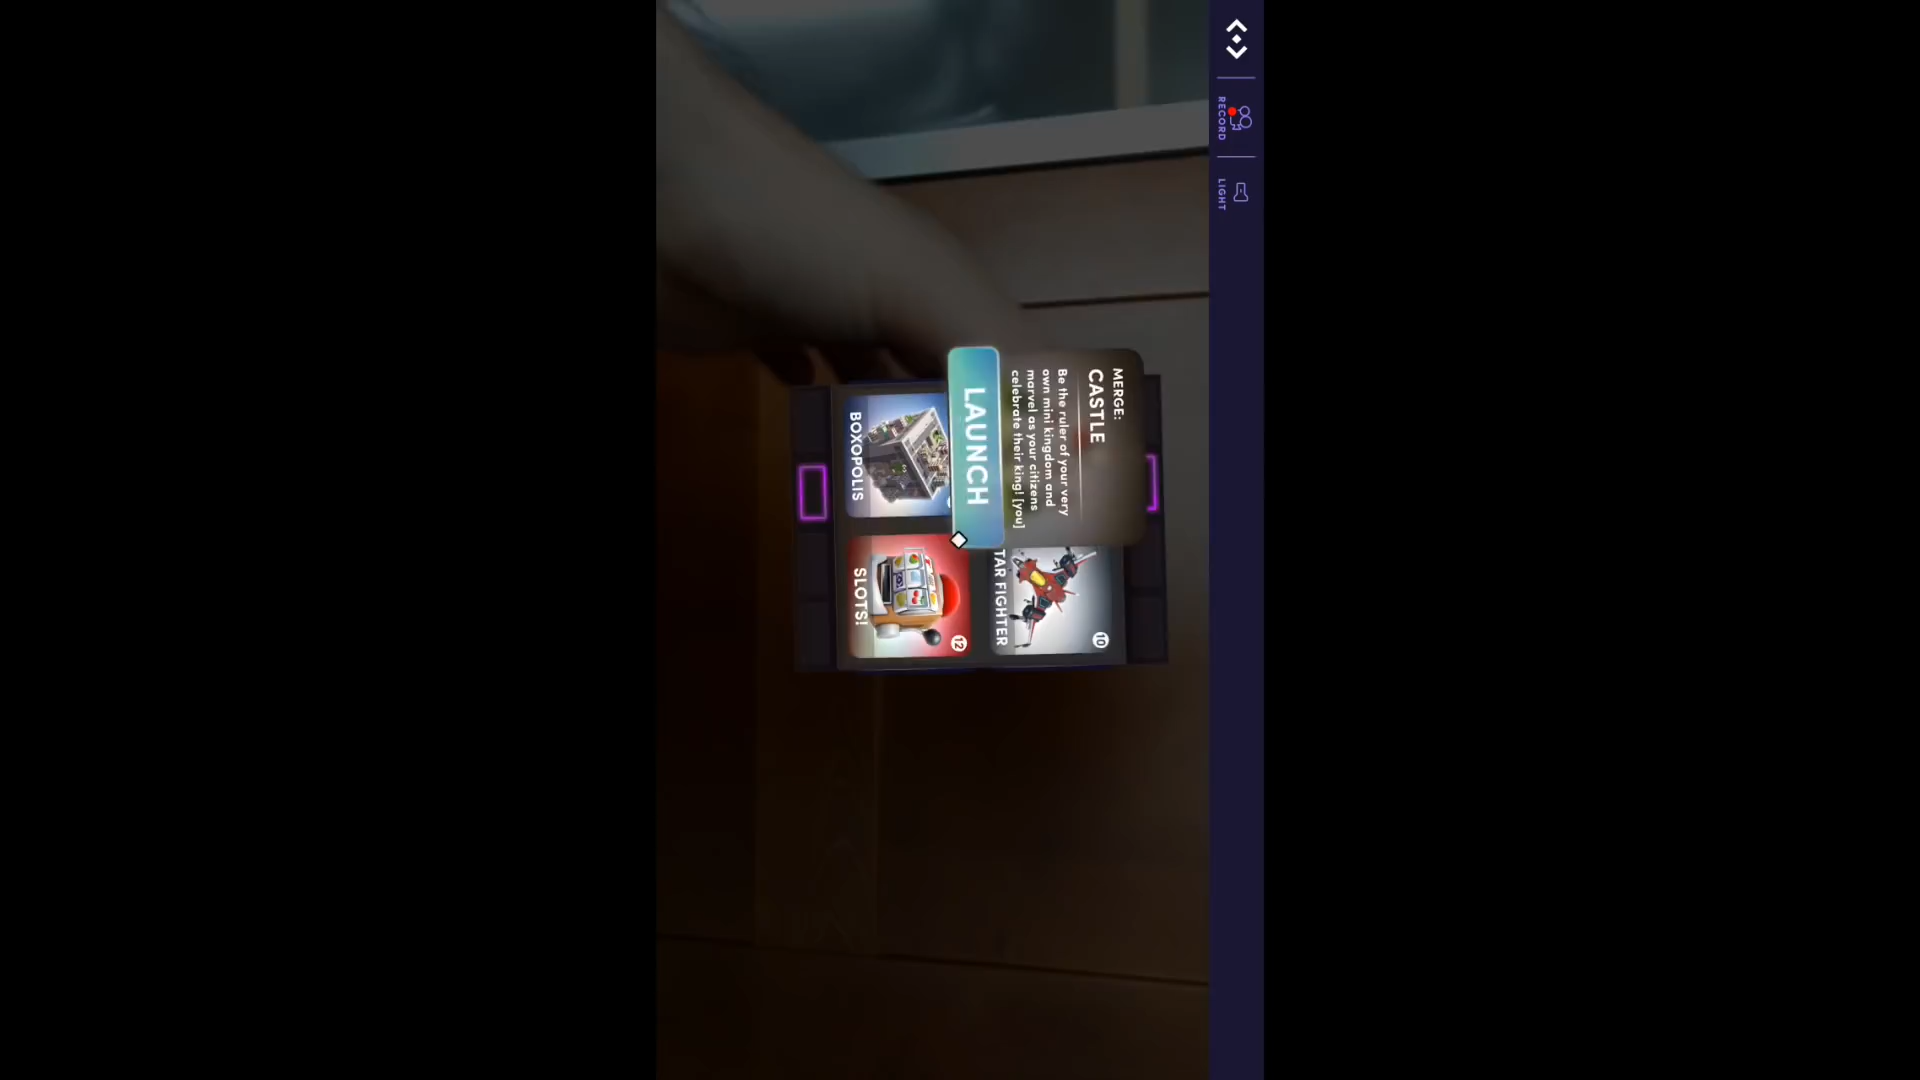 RECORD
LIGHT
MERGE:
CASTLE
Be the ruler of your very
own mini kingdom and
marvel as your citizens
celebrate their king! [you]
LAUNCH
TAR FIGHTER
10
BOXOPOLIS
SLOTS!
12